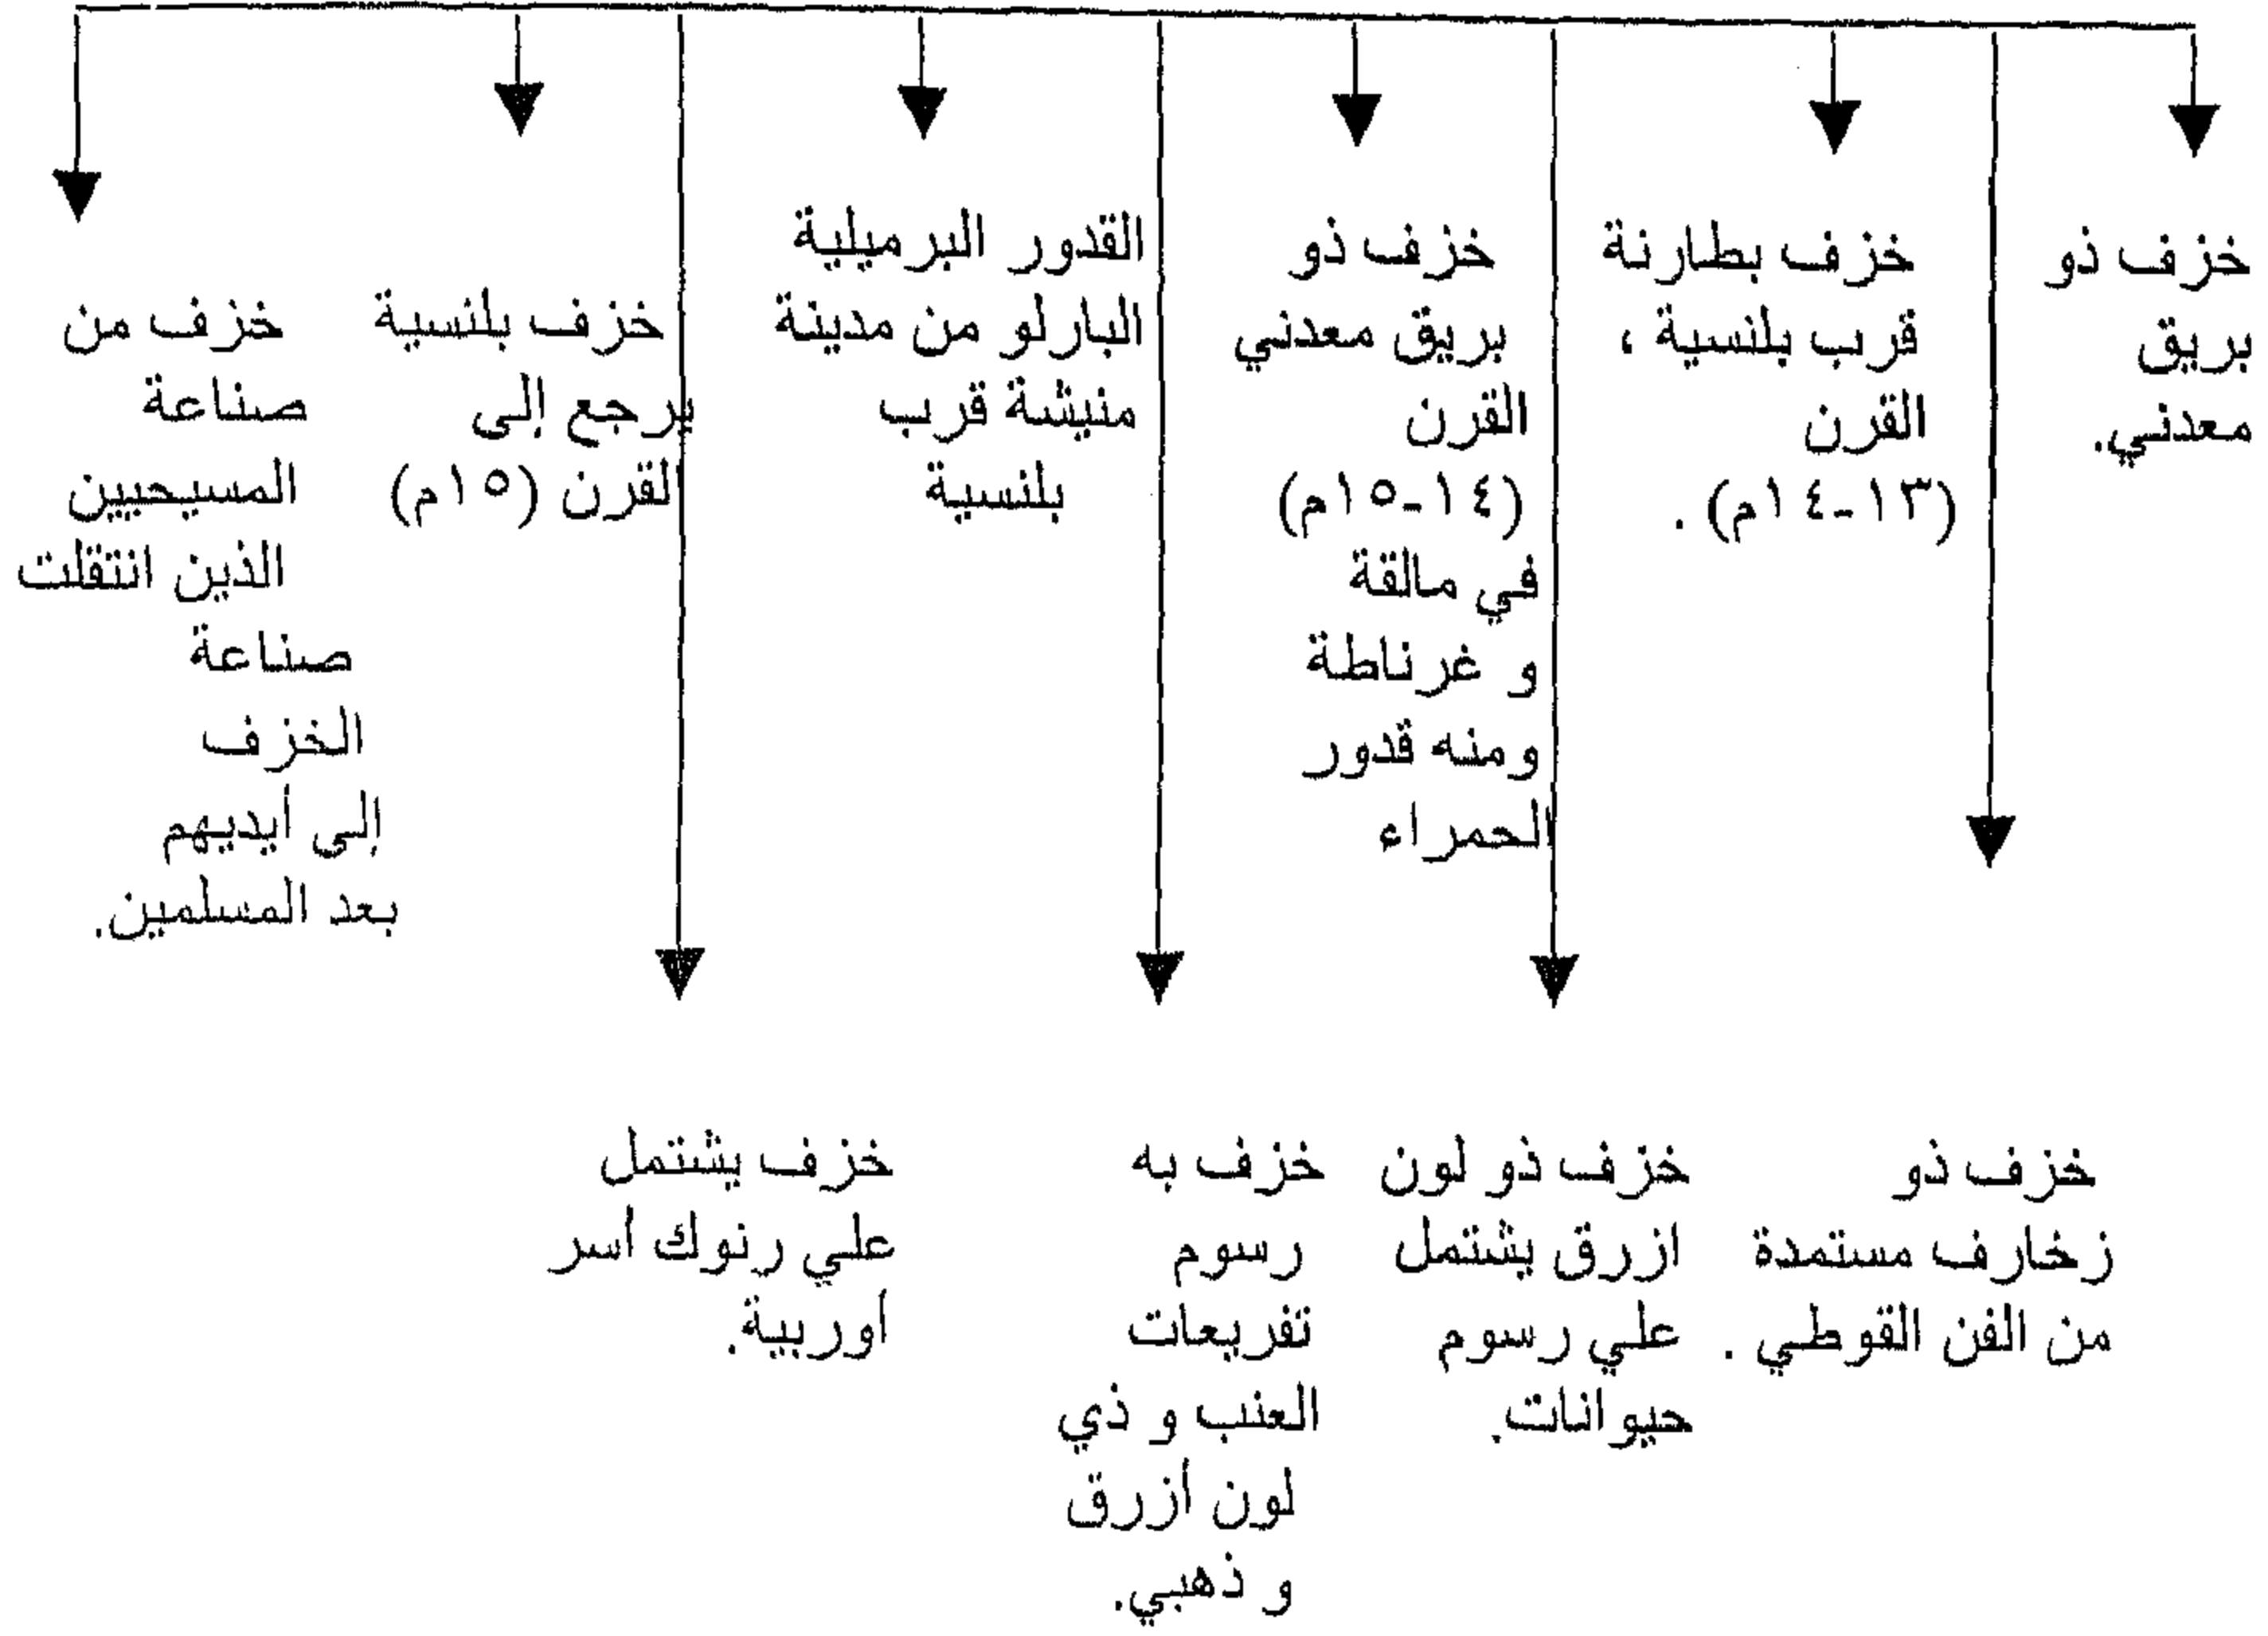 خزف ذو
بريق
معدني.
خزف بطارنة
قرب بلنسية ،
القرن
(١٣-١٤م) .
خزف ذو
بريق معدني
القرن
(١٤-١٥م)
في مالقة
و غرناطة
ومنه قدور
الحمراء
القدور البرميلية
البارلو من مدينة
منيشة قرب
بلنسية
خزف بلنسية
يرجع إلى
القرن (١٥م)
خزف من
صناعة
المسيحيين
الذين انتقلت
صناعة
الخزف
إلى أيديهم
بعد المسلمين.
خزف ذو
زخارف مستمدة
من الفن القوطي .
خزف ذو لون
ازرق يشتمل
علي رسوم
حيوانات.
خزف به
رسوم
تفريعات
العنب و ذي
لون أزرق
و ذهبي.
خزف يشتمل
علي رنوك اسر
اوربية.